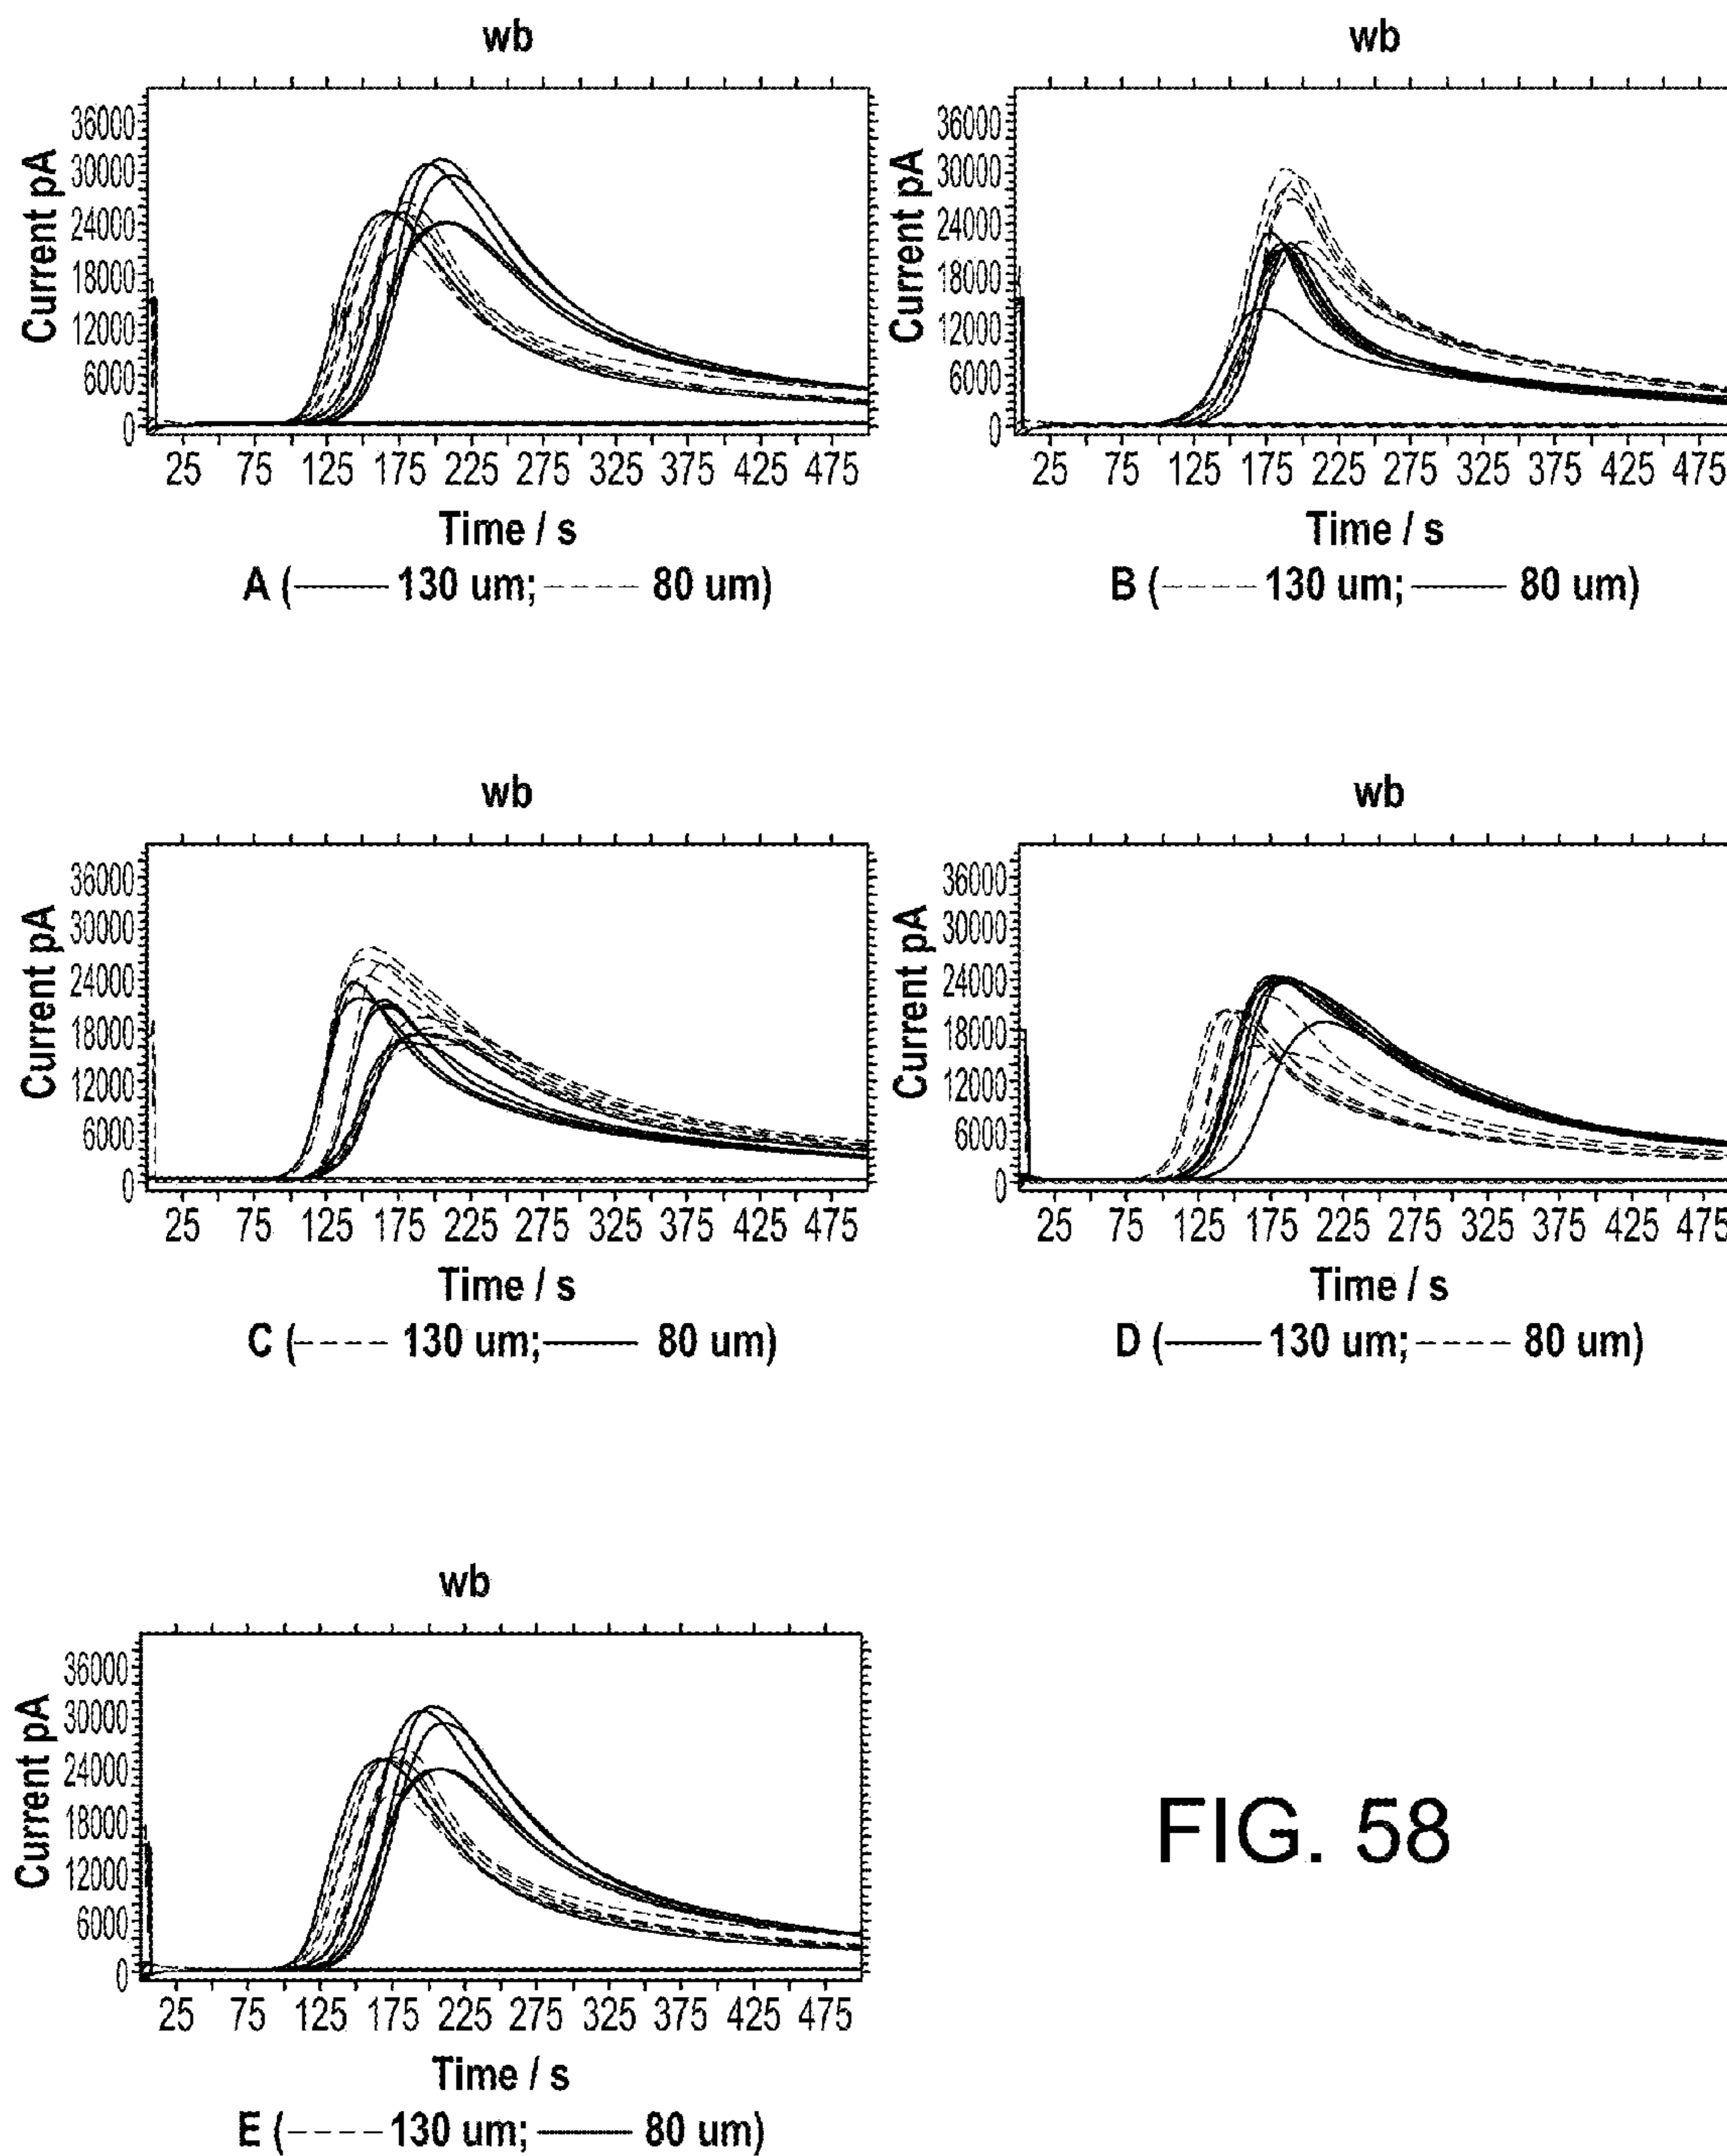 wb
36000
30000
24000
18000
12000
6000
0
Current pA
25 75 125 175 225 275 325 375 425 475
Time / s
A (—— 130 um; ---- 80 um)
wb
36000
30000
24000
18000
12000
6000
0
Current pA
25 75 125 175 225 275 325 375 425 475
Time / s
B (---- 130 um; —— 80 um)
wb
36000
30000
24000
18000
12000
6000
0
Current pA
25 75 125 175 225 275 325 375 425 475
Time / s
C (---- 130 um; —— 80 um)
wb
36000
30000
24000
18000
12000
6000
0
Current pA
25 75 125 175 225 275 325 375 425 475
Time / s
D (—— 130 um; ---- 80 um)
wb
36000
30000
24000
18000
12000
6000
0
Current pA
25 75 125 175 225 275 325 375 425 475
Time / s
E (---- 130 um; —— 80 um)
FIG. 58